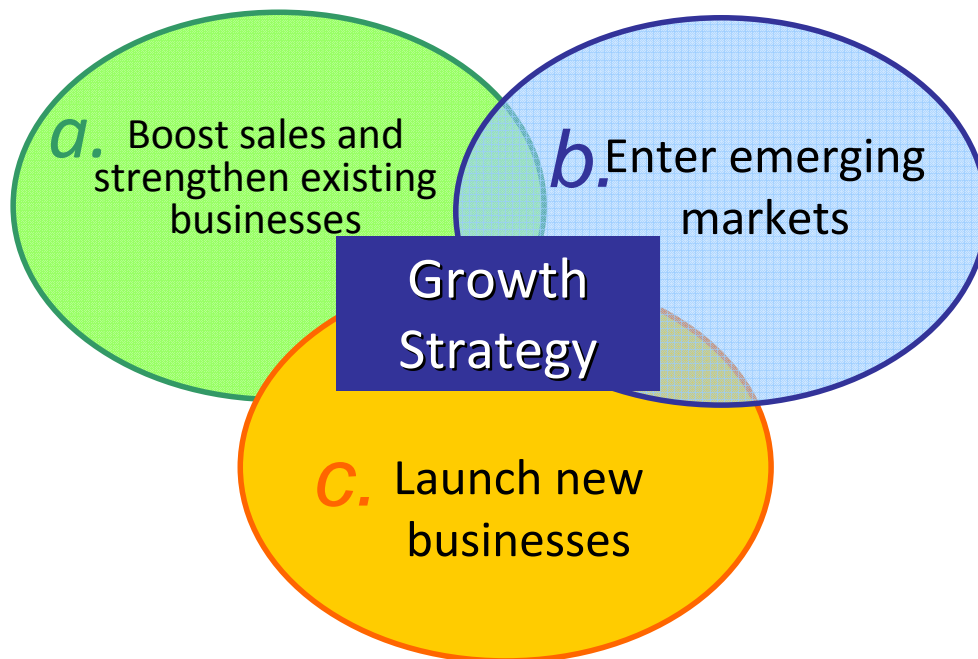 a. Boost sales and
strengthen existing
businesses
b. Enter emerging
markets
Growth
Strategy
c. Launch new
businesses